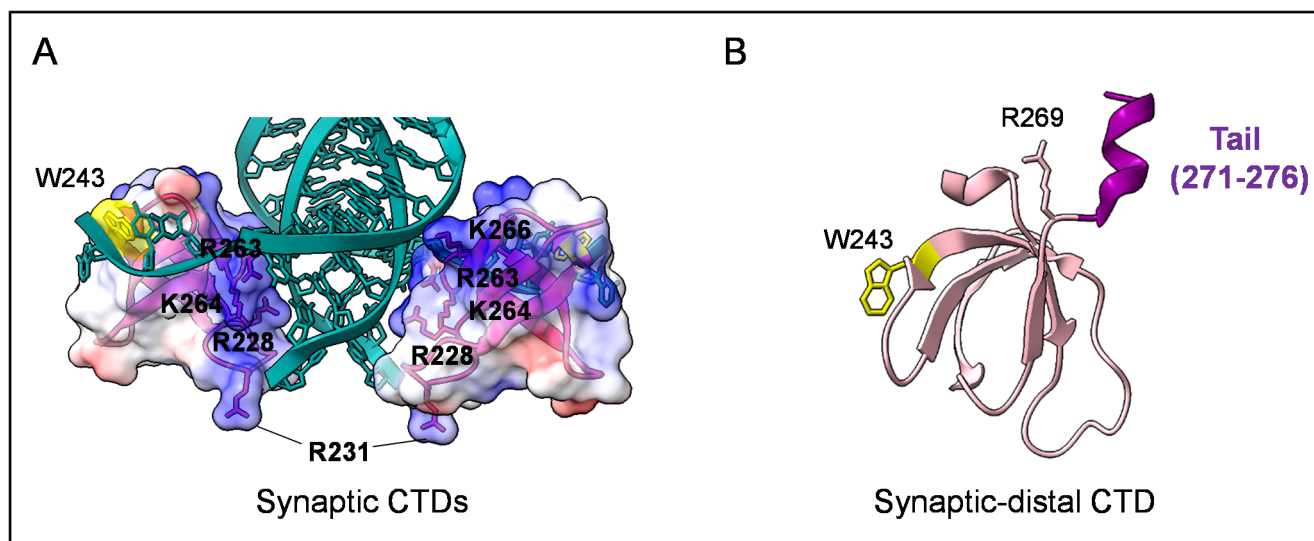 A
W243
R263
K264
R228
K266
R263
K264
R228
R231
Synaptic CTDs
B
R269
Tail
(271-276)
W243
Synaptic-distal CTD